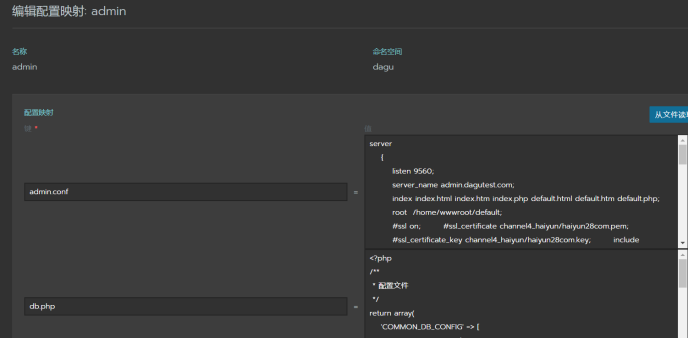 编辑配置映射: admin
名称
命名空间
admin
dagu
配置映射
从文件读
键 *
值
server
{
listen 9560;
server_name admin.dagutest.com;
index index.html index.htm index.php default.html default.htm default.php;
admin.conf
=
root /home/wwwroot/default;
#ssl on; #ssl_certificate channel4_haiyun/haiyun28com.pem;
#ssl_certificate_key channel4_haiyun/haiyun28com.key; include
<?php
/**
* 配置文件
*/
db.php
=
return array(
'COMMON_DB_CONFIG' => [